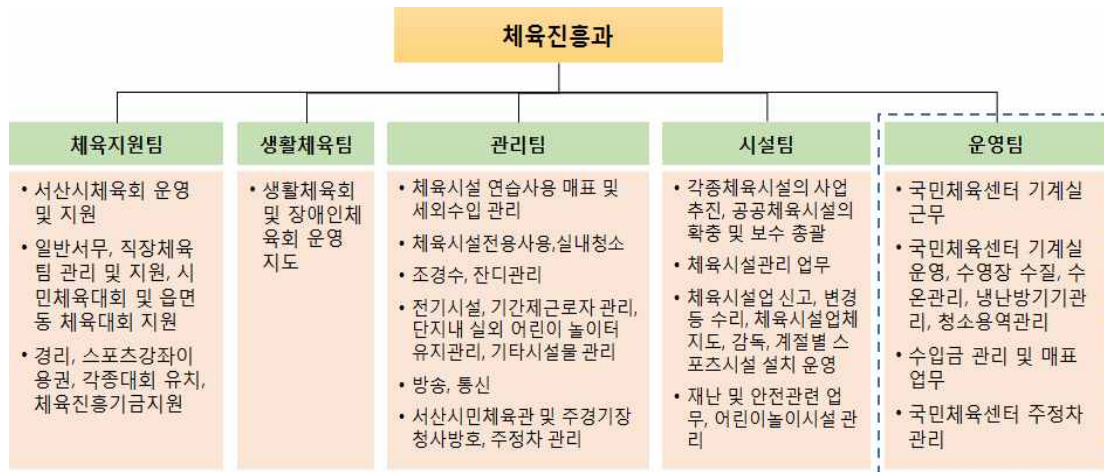 체육진흥과
체육지원팀
• 서산시체육회 운영
및 지원
• 일반서무, 직장체육
팀 관리 및 지원, 시
민체육대회 및 읍면
동 체육대회 지원
• 경리, 스포츠강좌이
용권, 각종대회 유치,
체육진흥기금지원
생활체육팀
• 생활체육회
및 장애인체
육회 운영
지도
관리팀
• 체육시설 연습사용 매표 및
세외수입 관리
• 체육시설전용사용,실내청소
• 조경수, 잔디관리
• 전기시설, 기간제근로자 관리,
단지내 실외 어린이 놀이터
유지관리, 기타시설물 관리
• 방송, 통신
• 서산시민체육관 및 주경기장
청사방호, 주정차 관리
시설팀
• 각종체육시설의 사업
추진, 공공체육시설의
확충 및 보수 총괄
• 체육시설관리 업무
• 체육시설업 신고, 변경
등 수리, 체육시설업체
지도, 감독, 계절별 스
포츠시설 설치 운영
• 재난 및 안전관련 업
무, 어린이놀이시설 관
리
운영팀
• 국민체육센터 기계실
근무
• 국민체육센터 기계실
운영, 수영장 수질, 수
온관리, 냉난방기기관
리, 청소용역관리
• 수입금 관리 및 매표
업무
• 국민체육센터 주정차
관리